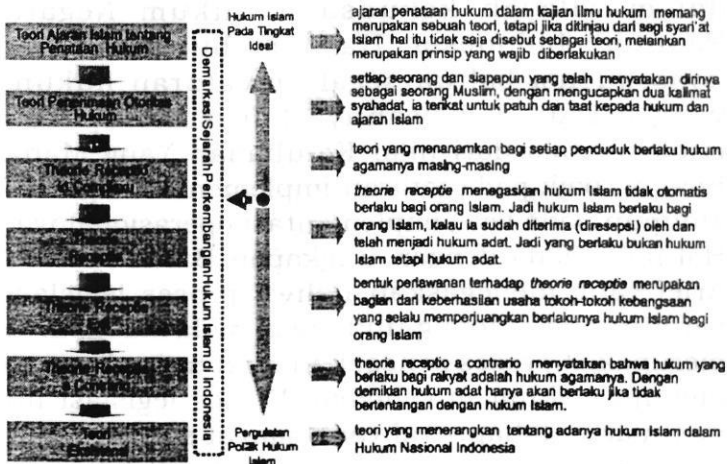 Teori Ajaran Islam tentang
Penataan Hukum
Teori Penerimaan Otoritas
Hukum
Theorie Receptio
In Complexu
Theorie
Receptie
Theorie Receptie
Exit
Theorie Receptio
a Contrario
Teori
Eksistensi
Demarkasi Sejarah Perkembangan Hukum Islam di Indonesia
Hukum Islam
Pada Tingkat
Ideal
Pergulatan
Politik Hukum
Islam
ajaran penataan hukum dalam kajian ilmu hukum memang
merupakan sebuah teori, tetapi jika ditinjau dari segi syari'at
Islam hal itu tidak saja disebut sebagai teori, melainkan
merupakan prinsip yang wajib diberlakukan
setiap seorang dan siapapun yang telah menyatakan dirinya
sebagai seorang Muslim, dengan mengucapkan dua kalimat
syahadat, ia terikat untuk patuh dan taat kepada hukum dan
ajaran Islam
teori yang menanamkan bagi setiap penduduk berlaku hukum
agamanya masing-masing
theorie receptie menegaskan hukum Islam tidak otomatis
berlaku bagi orang Islam. Jadi hukum Islam berlaku bagi
orang Islam, kalau ia sudah diterima (diresepsi) oleh dan
telah menjadi hukum adat. Jadi yang berlaku bukan hukum
Islam tetapi hukum adat.
bentuk perlawanan terhadap theorie receptie merupakan
bagian dari keberhasilan usaha tokoh-tokoh kebangsaan
yang selalu memperjuangkan berlakunya hukum Islam bagi
orang Islam
theorie receptio a contrario menyatakan bahwa hukum yang
berlaku bagi rakyat adalah hukum agamanya. Dengan
demikian hukum adat hanya akan berlaku jika tidak
bertentangan dengan hukum Islam.
teori yang menerangkan tentang adanya hukum Islam dalam
Hukum Nasional Indonesia